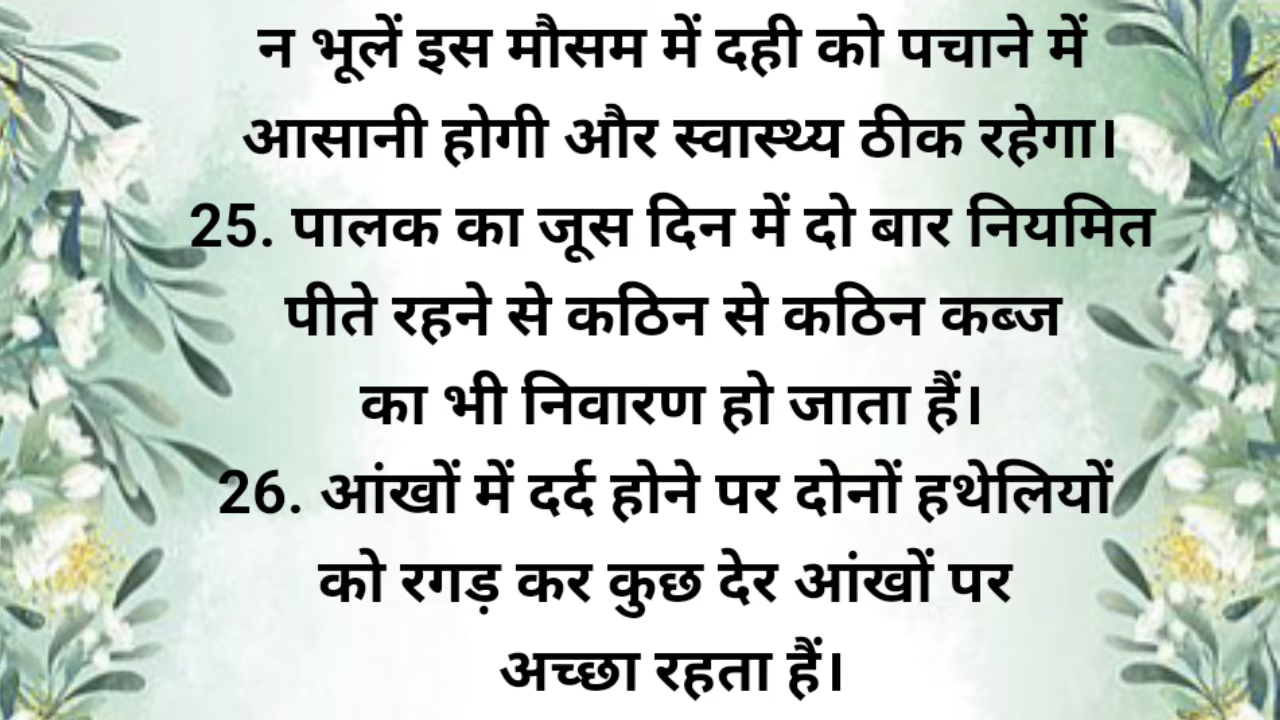 न भूलें इस मौसम में दही को पचाने में
आसानी होगी और स्वास्थ्य ठीक रहेगा।
25. पालक का जूस दिन में दो बार नियमित
पीते रहने से कठिन से कठिन कब्ज
का भी निवारण हो जाता हैं।
26. आंखों में दर्द होने पर दोनों हथेलियों
को रगड़ कर कुछ देर आंखों पर
अच्छा रहता हैं।